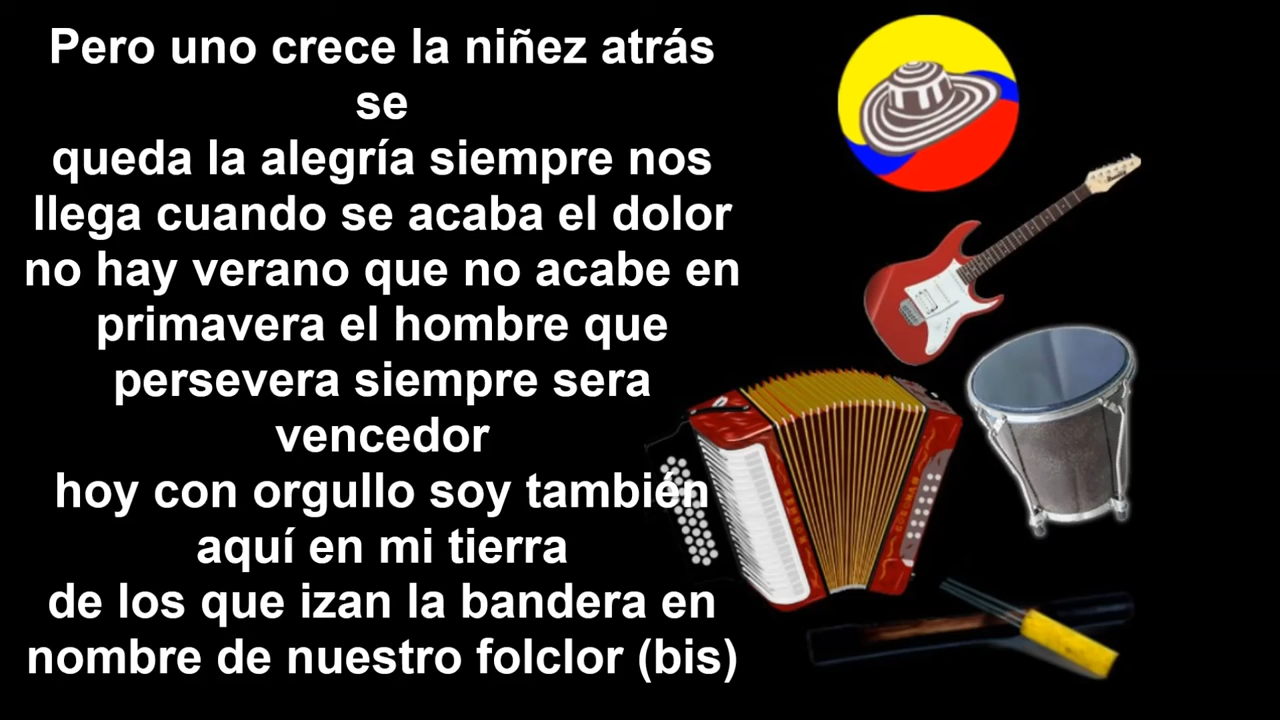 Pero uno crece la niñez atrás
se
queda la alegría siempre nos
llega cuando se acaba el dolor
no hay verano que no acabe en
primavera el hombre que
persevera siempre sera
vencedor
hoy con orgullo soy también
aquí en mi tierra
de los que izan la bandera en
nombre de nuestro folclor (bis)